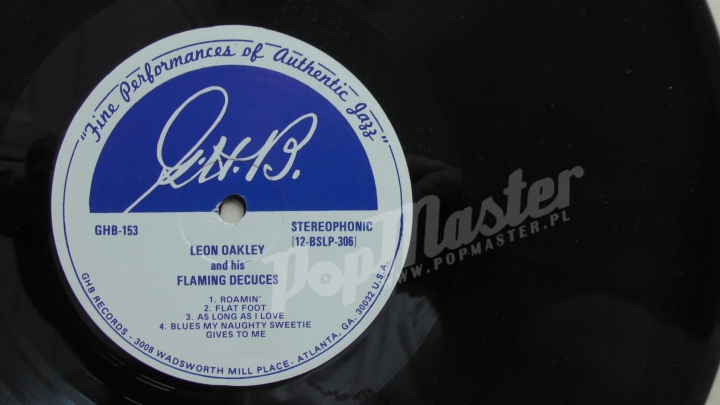 "Fine Performances of Authentic Jazz"
G.H.B.
GHB-153
STEREOPHONIC
[12-BSLP-306]
LEON OAKLEY
and his
FLAMING DECUCES
1. ROAMIN'
2. FLAT FOOT
3. AS LONG AS I LOVE
4. BLUES MY NAUGHTY SWEETIE
GIVES TO ME
GHB RECORDS - 3008 WADSWORTH MILL PLACE. ATLANTA, GA. 30032 U.S.A.
PopMaster
WWW.POPMASTER.PL